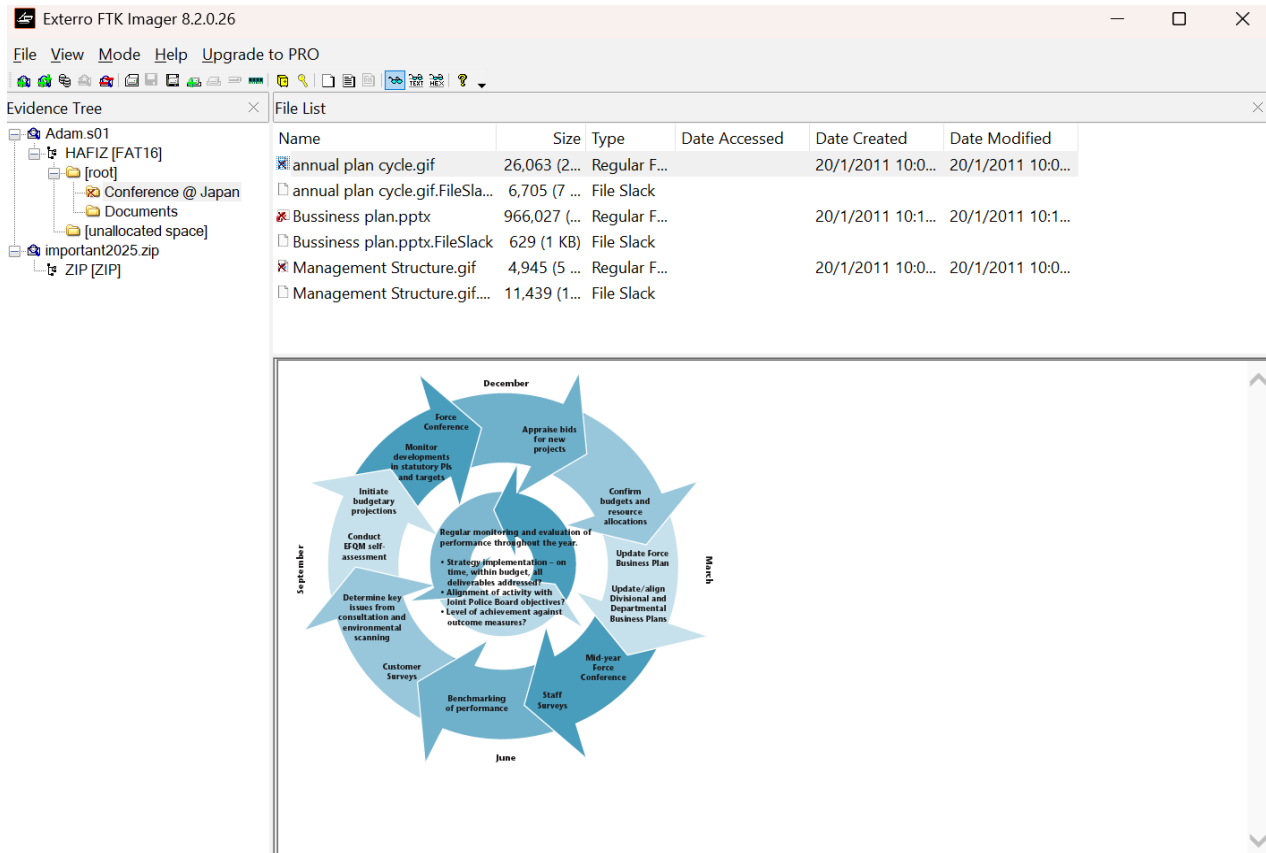 Exterro FTK Imager 8.2.0.26
File View Mode Help Upgrade to PRO
TEXT HEX
Evidence Tree
Adam.s01
HAFIZ [FAT16]
[root]
Conference @ Japan
Documents
[unallocated space]
important2025.zip
ZIP [ZIP]
File List
Name Size Type Date Accessed Date Created Date Modified
annual plan cycle.gif 26,063 (2... Regular F... 20/1/2011 10:0... 20/1/2011 10:0...
annual plan cycle.gif.FileSla... 6,705 (7 ... File Slack
Bussiness plan.pptx 966,027 (... Regular F... 20/1/2011 10:1... 20/1/2011 10:1...
Bussiness plan.pptx.FileSlack 629 (1 KB) File Slack
Management Structure.gif 4,945 (5 ... Regular F... 20/1/2011 10:0... 20/1/2011 10:0...
Management Structure.gif.... 11,439 (1... File Slack
December
Force
Conference
Monitor
developments
in statutory PIs
and targets
Appraise bids
for new
projects
Confirm
budgets and
resource
allocations
March
Update Force
Business Plan
Update/align
Divisional and
Departmental
Business Plans
Mid-year
Force
Conference
Staff
Surveys
June
Benchmarking
of performance
Customer
Surveys
Determine key
issues from
consultation and
environmental
scanning
September
Conduct
EFQM self-
assessment
Initiate
budgetary
projections
Regular monitoring and evaluation of
performance throughout the year.
• Strategy implementation – on
time, within budget, all
deliverables addressed?
• Alignment of activity with
Joint Police Board objectives?
• Level of achievement against
outcome measures?